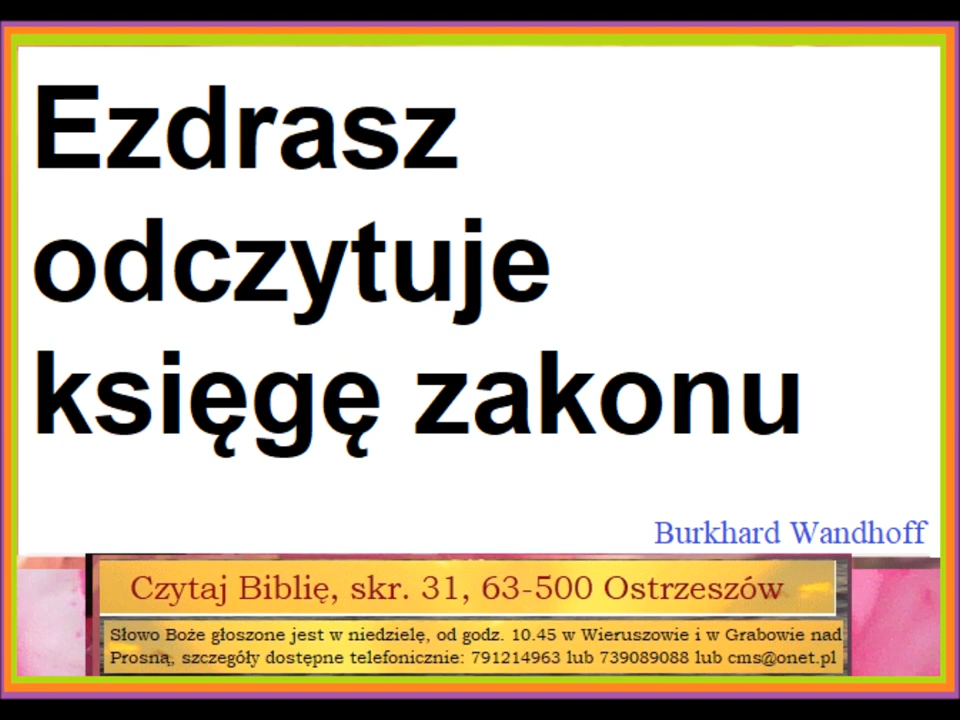 Ezdrasz
odczytuje
księgę zakonu
Burkhard Wandhoff
Czytaj Biblię, skr. 31, 63-500 Ostrzeszów
Słowo Boże głoszone jest w niedzielę, od godz. 10.45 w Wieruszowie i w Grabowie nad
Prosną, szczegóły dostępne telefonicznie: 791214963 lub 739089088 lub cms@onet.pl